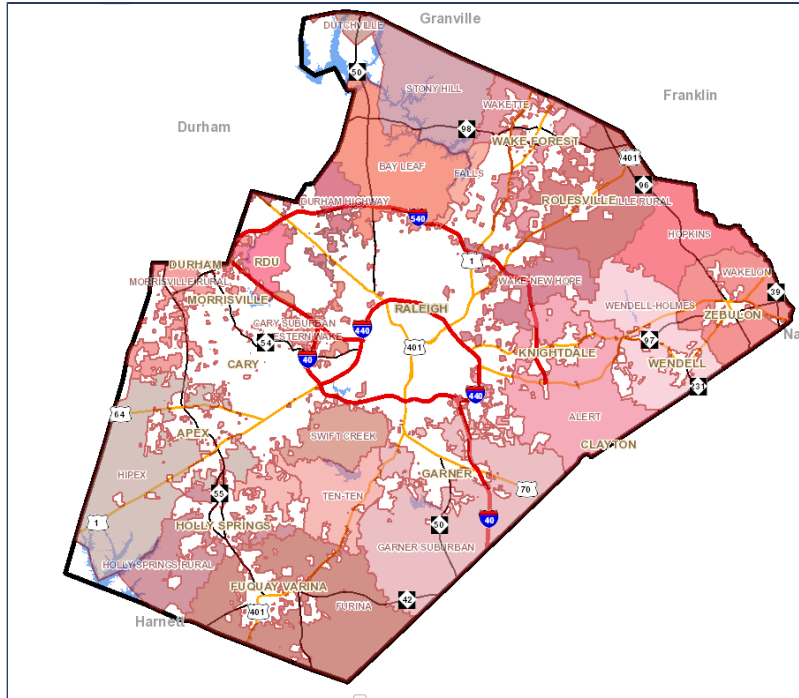 Granville
DUTCHVILLE
50
STONY HILL
Franklin
WAKETTE
Durham
98
WAKE FOREST
401
BAY LEAF
FALLS
96
DURHAM HIGHWAY
ROLESVILLE
VILLE RURAL
540
HOPKINS
1
RDU
DURHAM
WAKELON
MORRISVILLE RURAL
WAKE NEW HOPE
39
MORRISVILLE
WENDELL-HOLMES
RALEIGH
ZEBULON
CARY SUBURBAN
440
Na
ESTERN WAKE
54
401
97
KNIGHTDALE
40
CARY
WENDELL
231
440
64
ALERT
APEX
SWIFT CREEK
CLAYTON
HIPEX
GARNER
TEN-TEN
70
55
1
40
HOLLY SPRINGS
50
GARNER SUBURBAN
HOLLY SPRINGS RURAL
FUQUAY VARINA
42
FURINA
401
Harnett